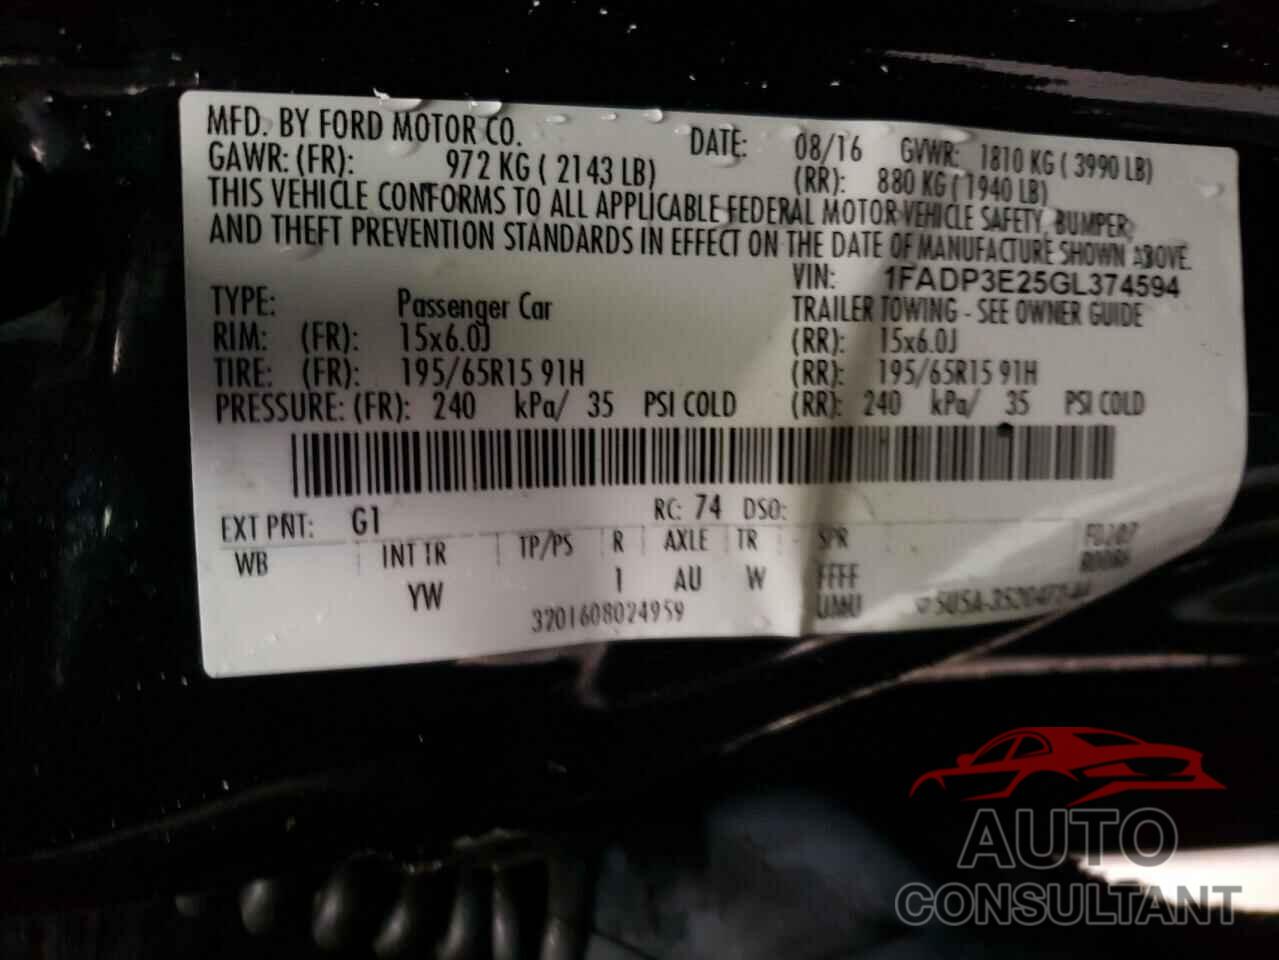 MFD. BY FORD MOTOR CO. DATE: 08/16 GVWR: 1810 KG ( 3990 LB)
GAWR: (FR): 972 KG ( 2143 LB) (RR): 880 KG ( 1940 LB)
THIS VEHICLE CONFORMS TO ALL APPLICABLE FEDERAL MOTOR VEHICLE SAFETY, BUMPER,
AND THEFT PREVENTION STANDARDS IN EFFECT ON THE DATE OF MANUFACTURE SHOWN ABOVE.
VIN: 1FADP3E25GL374594
TYPE: Passenger Car TRAILER TOWING - SEE OWNER GUIDE
RIM: (FR): 15x6.0J (RR): 15x6.0J
TIRE: (FR): 195/65R15 91H (RR): 195/65R15 91H
PRESSURE: (FR): 240 kPa/ 35 PSI COLD (RR): 240 kPa/ 35 PSI COLD
EXT PNT: G1 RC: 74 DSO:
WB INT TR TP/PS R AXLE TR SPR F0207
YW 1 AU W FFFF
3201608024959 UMU
AUTO
CONSULTANT